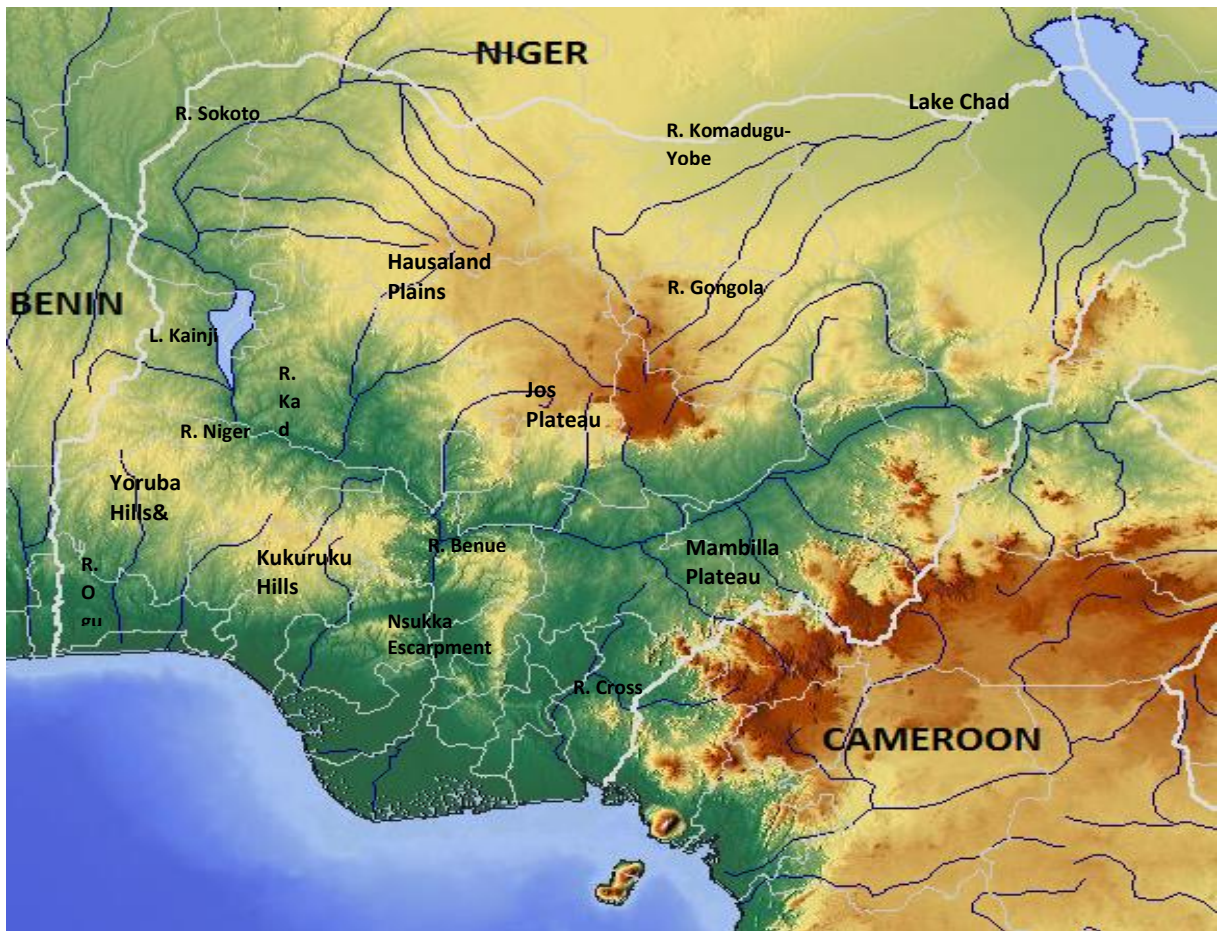 NIGER
Lake Chad
R. Sokoto
R. Komadugu-
Yobe
Hausaland
Plains
R. Gongola
BENIN
L. Kainji
R.
Ka
d
Jos
Plateau
R. Niger
Yoruba
Hills&
R. Benue
Mambilla
Plateau
Kukuruku
Hills
R.
O
gu
Nsukka
Escarpment
R. Cross
CAMEROON